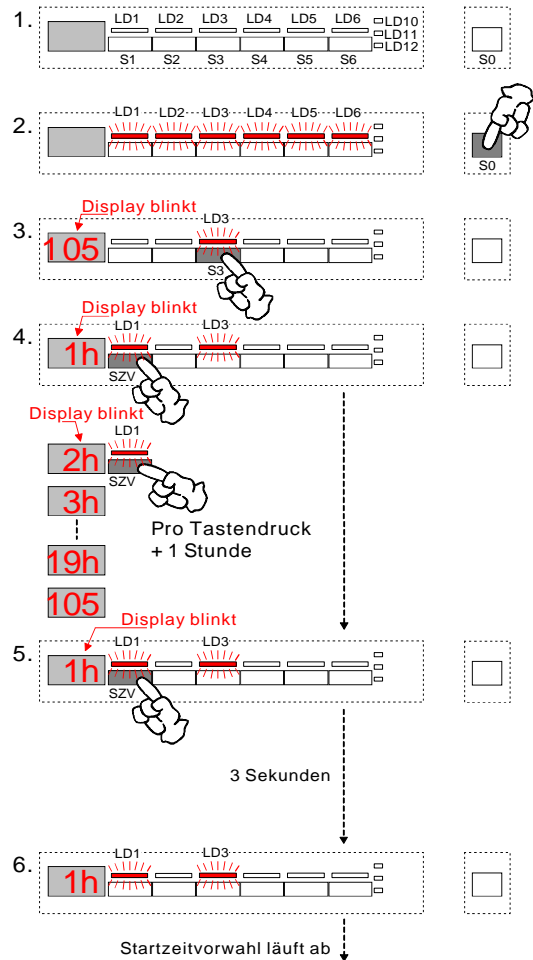 1. LD1 LD2 LD3 LD4 LD5 LD6 LD10
LD11
LD12
S1 S2 S3 S4 S5 S6 S0
LD1 LD2 LD3 LD4 LD5 LD6
2.
S0
Display blinkt
LD3
3. 105
S3
Display blinkt
LD1 LD3
4. 1h
SZV
Display blinkt
LD1
2h
SZV
3h
Pro Tastendruck
+ 1 Stunde
19h
105
Display blinkt
LD1 LD3
5. 1h
SZV
3 Sekunden
LD1 LD3
6. 1h
Startzeitvorwahl läuft ab